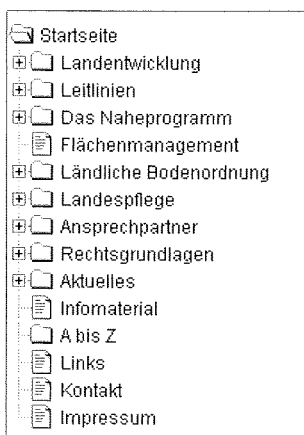 Startseite
Landentwicklung
Leitlinien
Das Naheprogramm
Flächenmanagement
Ländliche Bodenordnung
Landespflege
Ansprechpartner
Rechtsgrundlagen
Aktuelles
Infomaterial
A bis Z
Links
Kontakt
Impressum